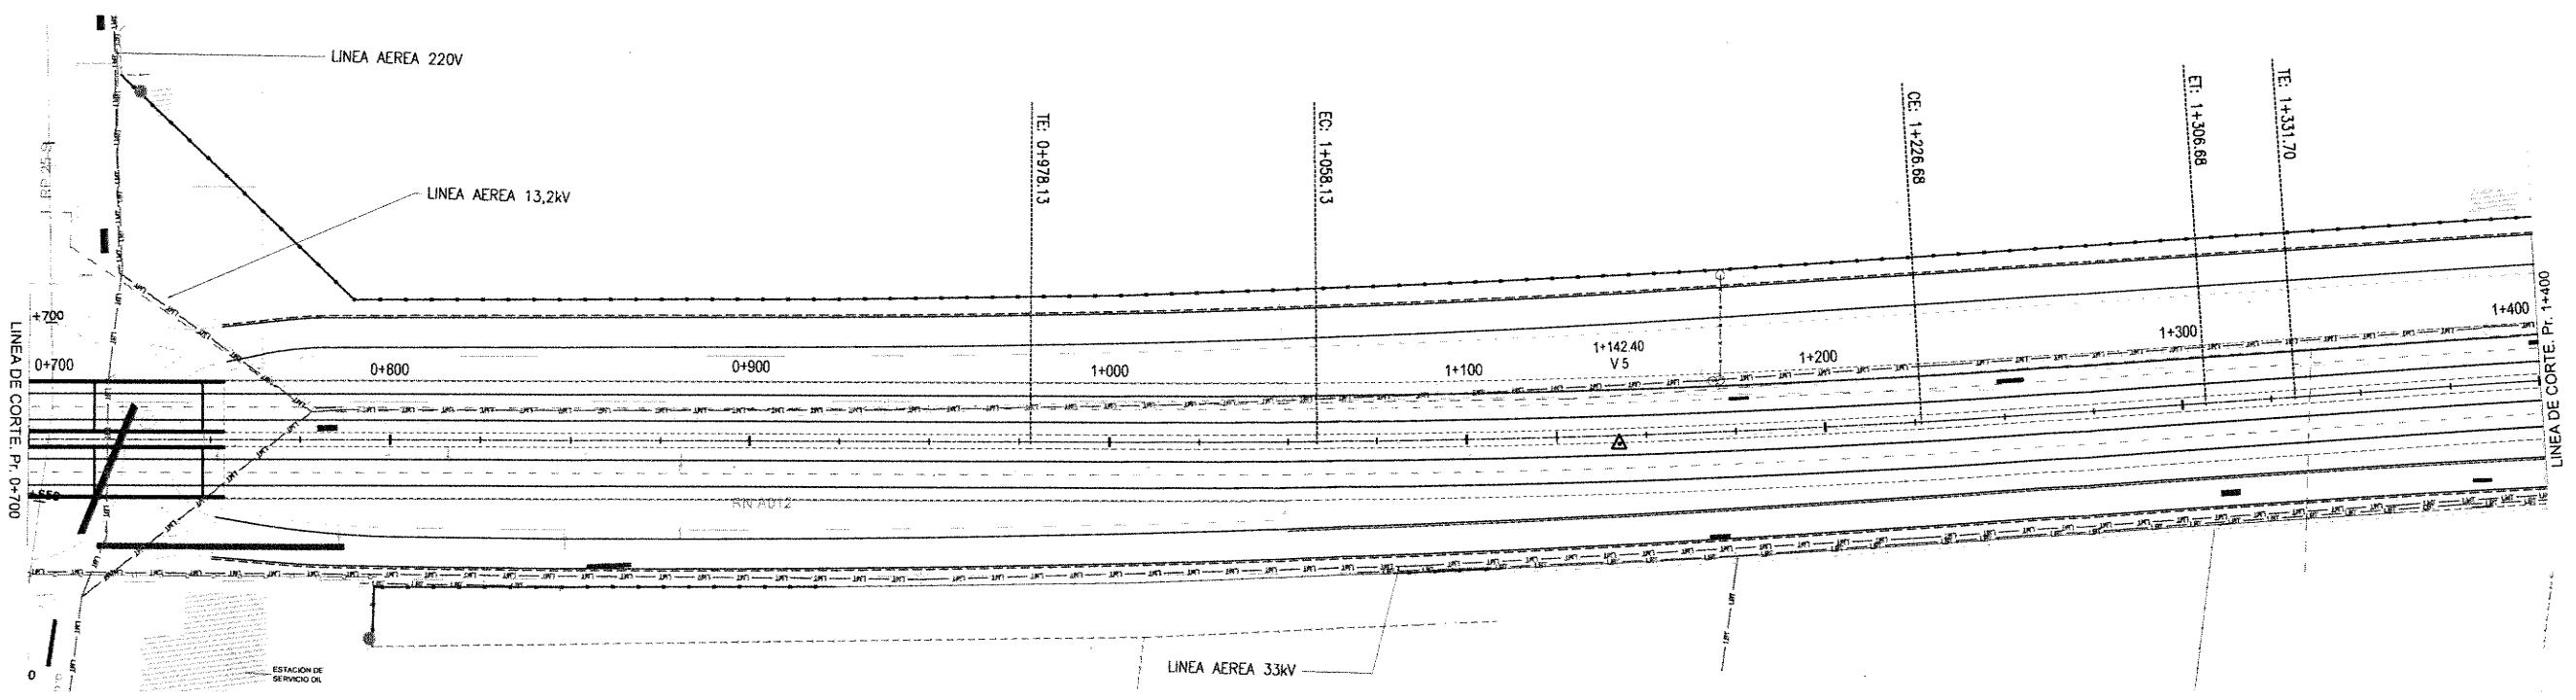 LINEA AEREA 220V
LINEA AEREA 13,2kV
TE: 0+978.13
EC: 1+058.13
CE: 1+226.68
ET: 1+306.68
TE: 1+331.70
LINEA DE CORTE. Pr. 0+700
+700
0+700
0+800
0+900
1+000
1+100
1+142.40
V 5
1+200
1+300
1+400
LINEA DE CORTE. Pr. 1+400
+650
RN A012
ESTACIÓN DE
SERVICIO OIL
LINEA AEREA 33kV
0